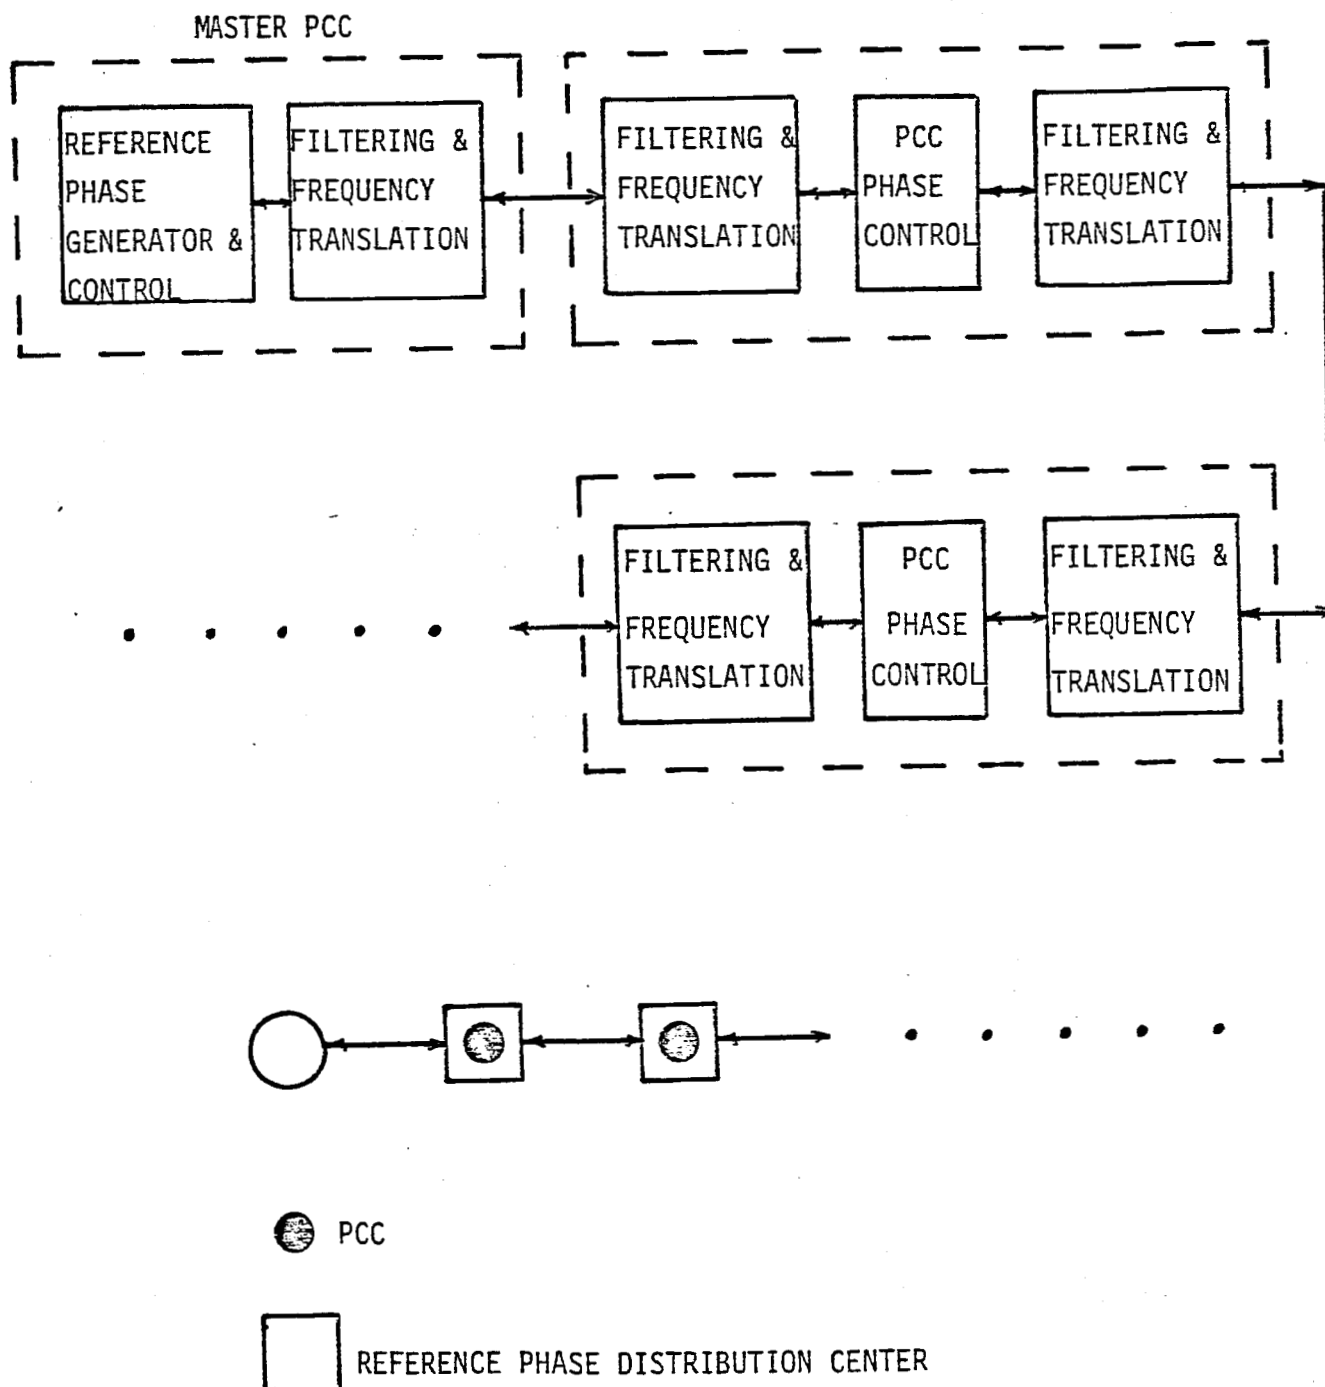 MASTER PCC
REFERENCE
PHASE
GENERATOR &
CONTROL
FILTERING &
FREQUENCY
TRANSLATION
FILTERING &
FREQUENCY
TRANSLATION
PCC
PHASE
CONTROL
FILTERING &
FREQUENCY
TRANSLATION
FILTERING &
FREQUENCY
TRANSLATION
PCC
PHASE
CONTROL
FILTERING &
FREQUENCY
TRANSLATION
PCC
REFERENCE PHASE DISTRIBUTION CENTER